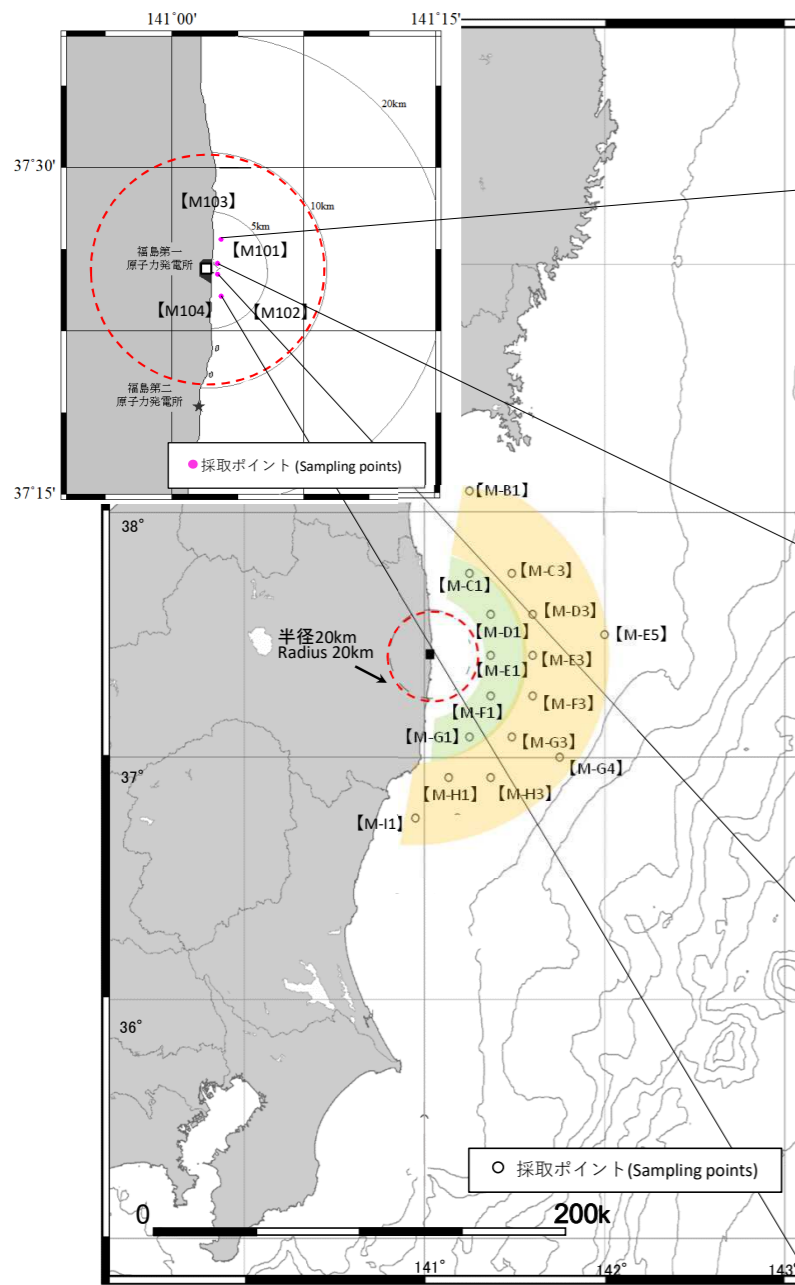 141˚00'
141˚15'
20km
37˚30'
10km
【M103】
5km
【M101】
福島第一
原子力発電所
【M104】
【M102】
福島第二
原子力発電所
採取ポイント(Sampling points)
37˚15'
【M-B1】
38°
【M-C3】
【M-C1】
【M-D3】
【M-D1】
【M-E5】
半径20km
Radius 20km
【M-E3】
【M-E1】
【M-F3】
【M-F1】
【M-G1】
【M-G3】
37°
【M-G4】
【M-H1】
【M-H3】
【M-I1】
36°
採取ポイント(Sampling points)
0
200k
141°
142°
143°